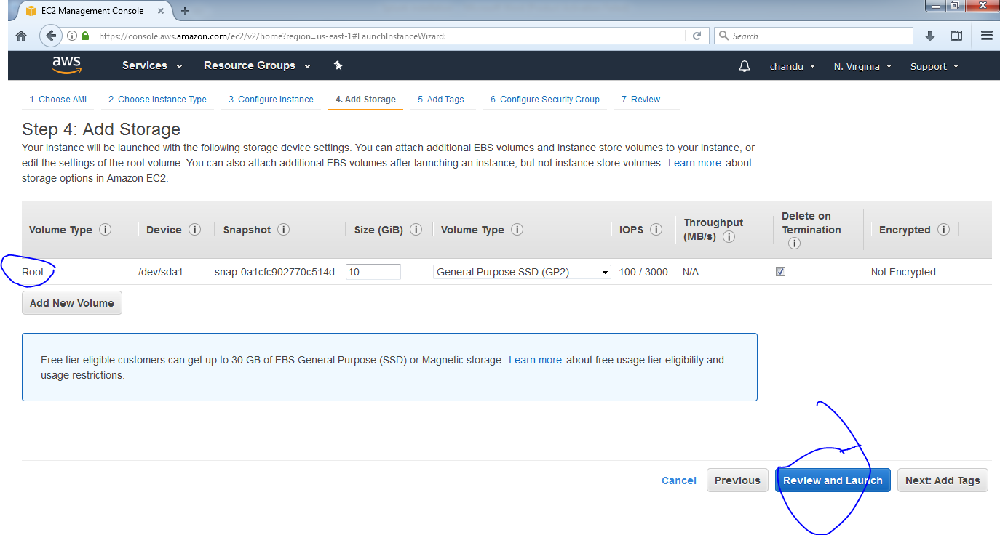 EC2 Management Console
https://console.aws.amazon.com/ec2/v2/home?region=us-east-1#LaunchInstanceWizard:
Search
aws Services Resource Groups chandu N. Virginia Support
1. Choose AMI 2. Choose Instance Type 3. Configure Instance 4. Add Storage 5. Add Tags 6. Configure Security Group 7. Review
Step 4: Add Storage
Your instance will be launched with the following storage device settings. You can attach additional EBS volumes and instance store volumes to your instance, or
edit the settings of the root volume. You can also attach additional EBS volumes after launching an instance, but not instance store volumes. Learn more about
storage options in Amazon EC2.
Volume Type Device Snapshot Size (GiB) Volume Type IOPS Throughput (MB/s) Delete on Termination Encrypted
Root /dev/sda1 snap-0a1cfc902770c514d 10 General Purpose SSD (GP2) 100 / 3000 N/A Not Encrypted
Add New Volume
Free tier eligible customers can get up to 30 GB of EBS General Purpose (SSD) or Magnetic storage. Learn more about free usage tier eligibility and
usage restrictions.
Cancel Previous Review and Launch Next: Add Tags